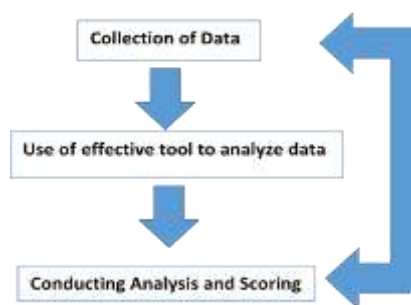 Collection of Data
Use of effective tool to analyze data
Conducting Analysis and Scoring